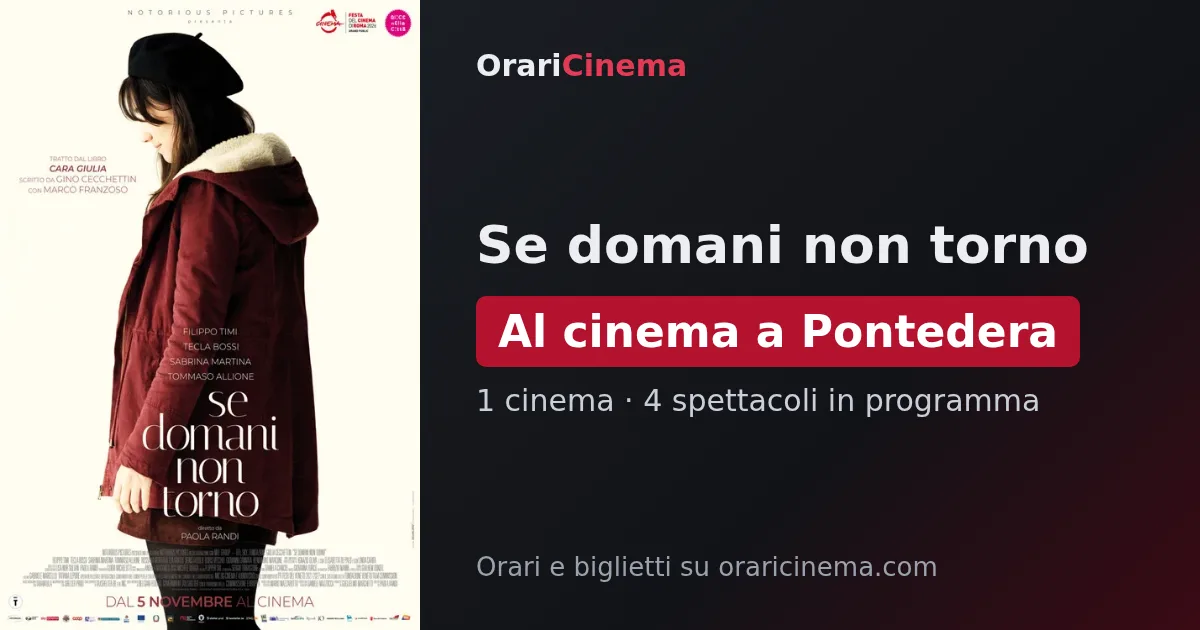 NOTORIOUS PICTURES
presenta
FESTA
DEL CINEMA
DI ROMA 2026
TRATTO DAL LIBRO
CARA GIULIA
SCRITTO DA GINO CECCHETTIN
CON MARCO FRANZOSO
FILIPPO TIMI
TECLA BOSSI
SABRINA MARTINA
TOMMASO ALLIONE
se
domani
non
torno
diretto da
PAOLA RANDI
DAL 5 NOVEMBRE AL CINEMA
OrariCinema
Se domani non torno
Al cinema a Pontedera
1 cinema · 4 spettacoli in programma
Orari e biglietti su oraricinema.com